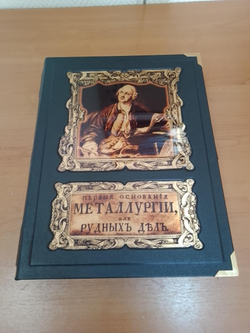 ПЕРВЫЯ ОСНОВАНІЯ
МЕТАЛЛУРГІИ,
ИЛИ
РУДНЫХЪ ДѢЛЪ.